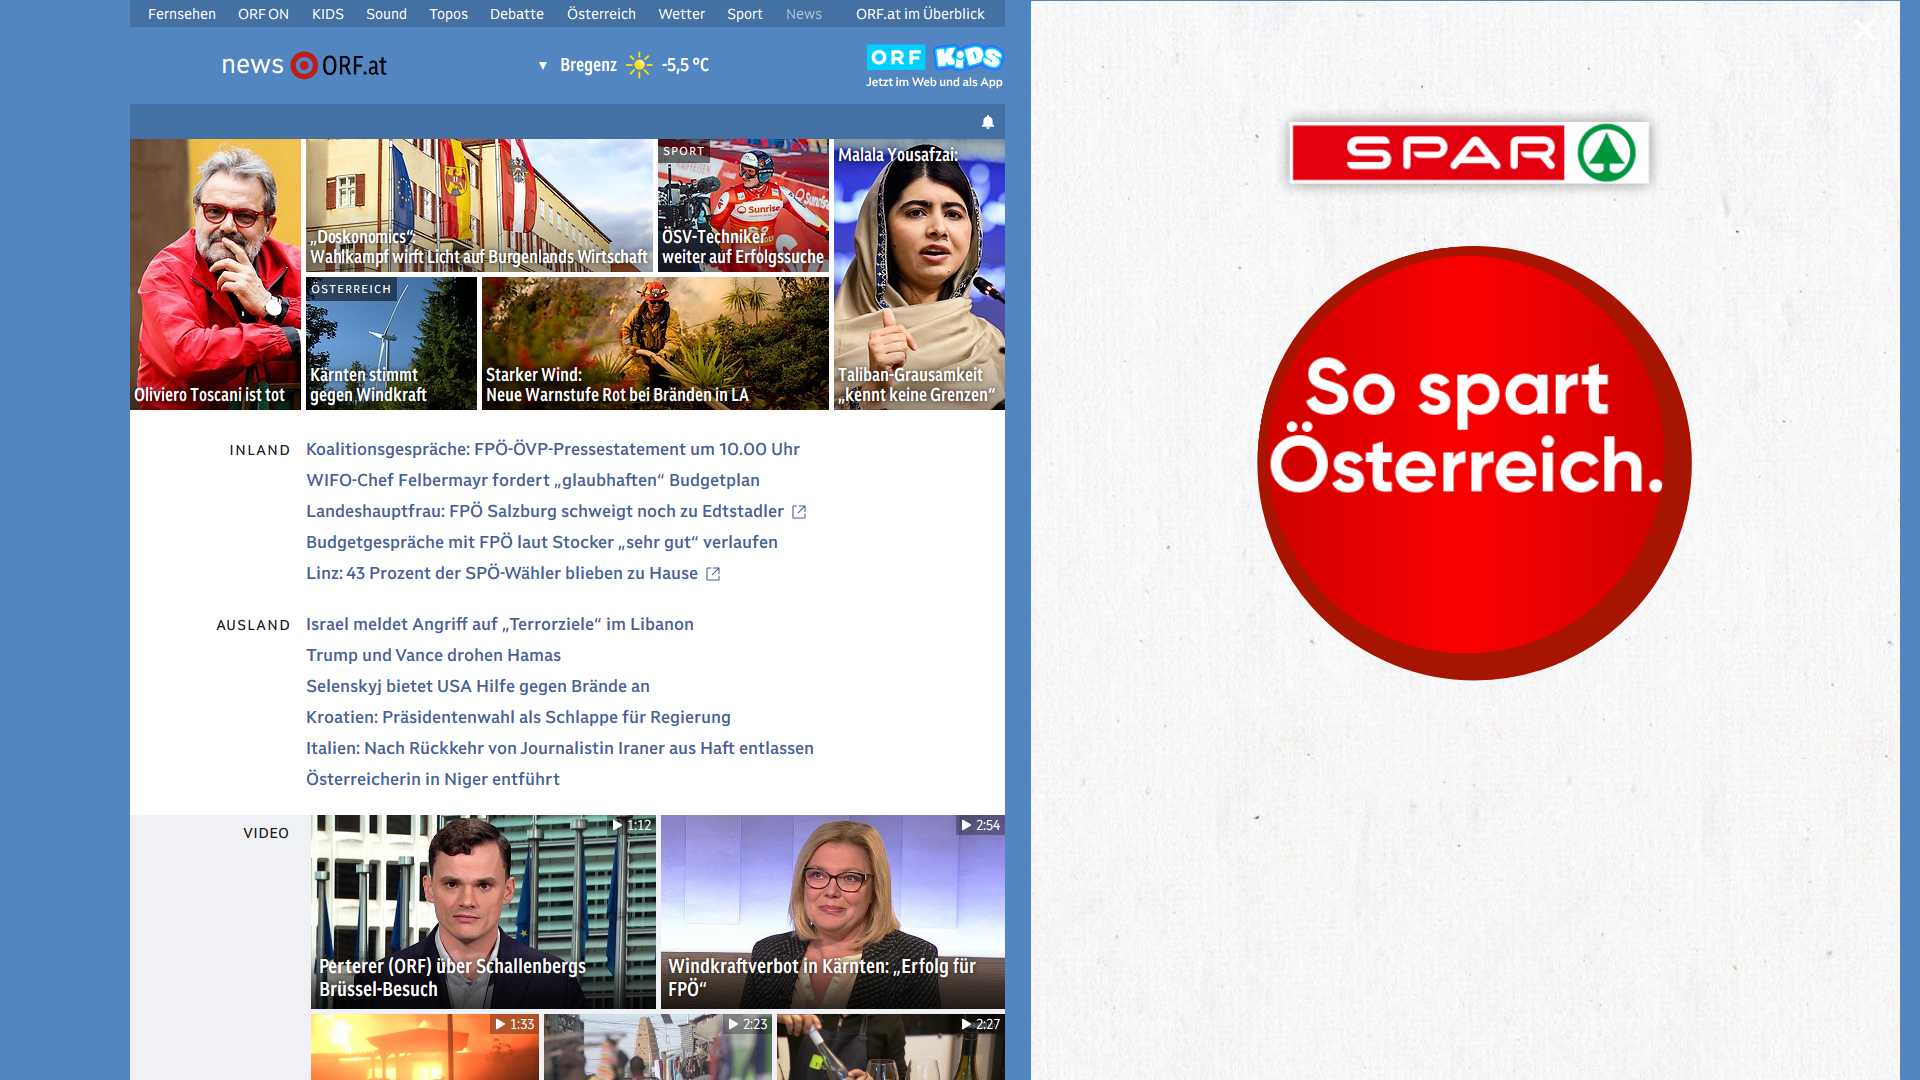 Fernsehen ORF ON KIDS Sound Topos Debatte Österreich Wetter Sport News ORF.at im Überblick
news ORF.at
▼ Bregenz -5,5 °C
ORF KiDS
Jetzt im Web und als App
Oliviero Toscani ist tot
„Doskonomics“:
Wahlkampf wirft Licht auf Burgenlands Wirtschaft
SPORT
Sunrise
ÖSV-Techniker
weiter auf Erfolgssuche
Malala Yousafzai:
Taliban-Grausamkeit
„kennt keine Grenzen“
ÖSTERREICH
Kärnten stimmt
gegen Windkraft
Starker Wind:
Neue Warnstufe Rot bei Bränden in LA
INLAND
Koalitionsgespräche: FPÖ-ÖVP-Pressestatement um 10.00 Uhr
WIFO-Chef Felbermayr fordert „glaubhaften“ Budgetplan
Landeshauptfrau: FPÖ Salzburg schweigt noch zu Edtstadler
Budgetgespräche mit FPÖ laut Stocker „sehr gut“ verlaufen
Linz: 43 Prozent der SPÖ-Wähler blieben zu Hause
AUSLAND
Israel meldet Angriff auf „Terrorziele“ im Libanon
Trump und Vance drohen Hamas
Selenskyj bietet USA Hilfe gegen Brände an
Kroatien: Präsidentenwahl als Schlappe für Regierung
Italien: Nach Rückkehr von Journalistin Iraner aus Haft entlassen
Österreicherin in Niger entführt
VIDEO
1:12
Perterer (ORF) über Schallenbergs
Brüssel-Besuch
2:54
Windkraftverbot in Kärnten: „Erfolg für
FPÖ“
1:33
2:23
2:27
SPAR
So spart
Österreich.